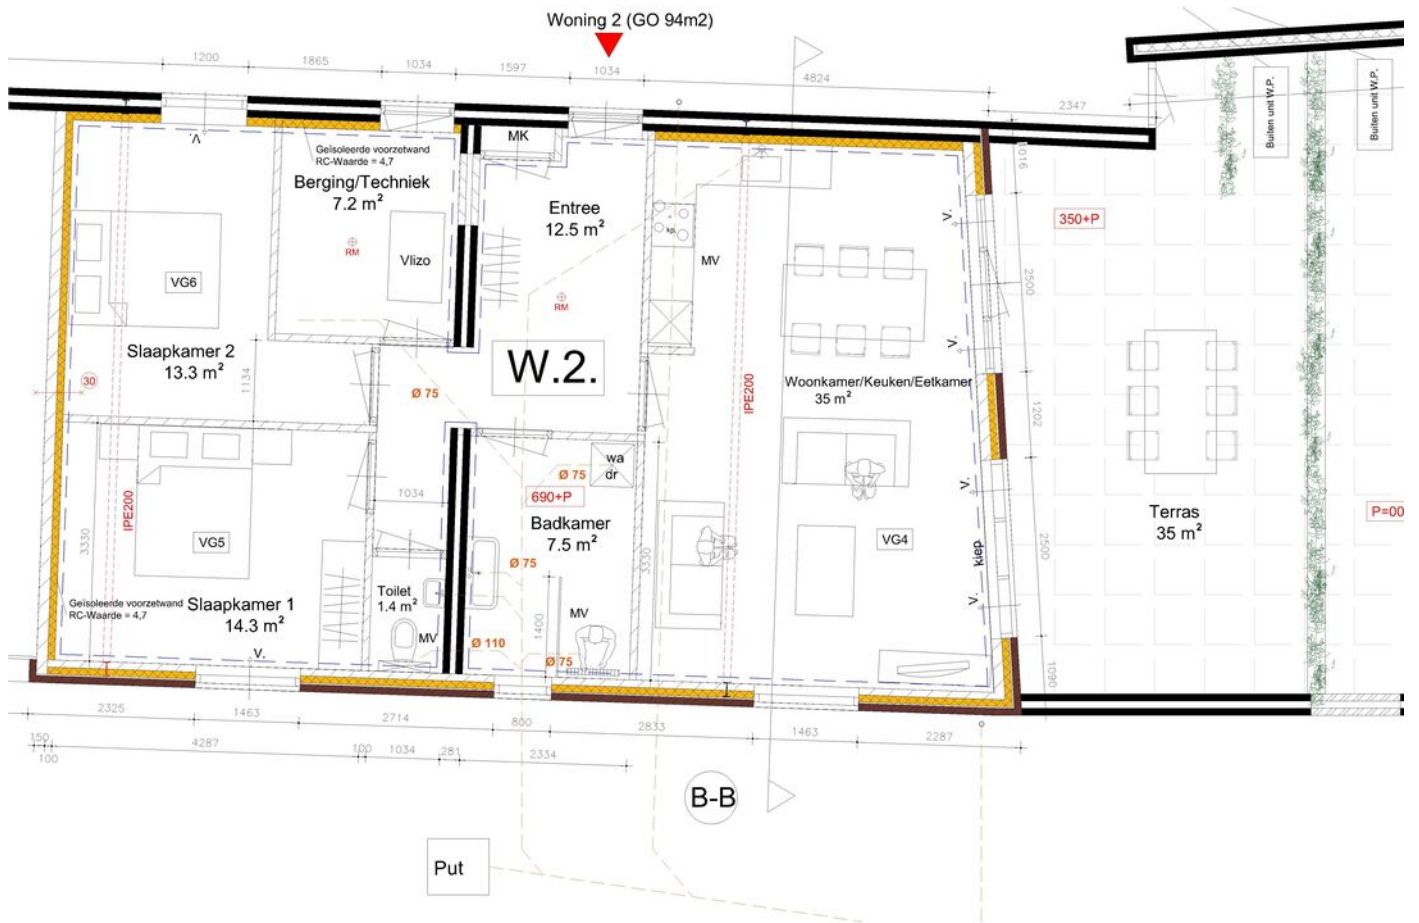 Woning 2 (GO 94m2)
1200
1865
1034
1597
1034
4824
2347
Buiten unit W.P.
Buiten unit W.P.
MK
V.
Geïsoleerde voorzetwand
RC-Waarde = 4,7
Berging/Techniek
7.2 m²
Entree
12.5 m²
1016
350+P
V.
kp
RM
Vlizo
MV
VG6
RM
2500
Slaapkamer 2
13.3 m²
W.2.
V.
30
1134
Ø 75
IPE200
Woonkamer/Keuken/Eetkamer
35 m²
1202
wa
dr
Ø 75
V.
IPE200
1034
690+P
Badkamer
7.5 m²
Terras
35 m²
P=00
3330
VG5
VG4
kiep
2500
Ø 75
3330
Geïsoleerde voorzetwand
RC-Waarde = 4,7
Slaapkamer 1
14.3 m²
Toilet
1.4 m²
MV
MV
1400
V.
V.
Ø 110
Ø 75
1090
2325
1463
2714
800
2833
1463
2287
150
100
4287
100
1034
281
2334
B-B
Put